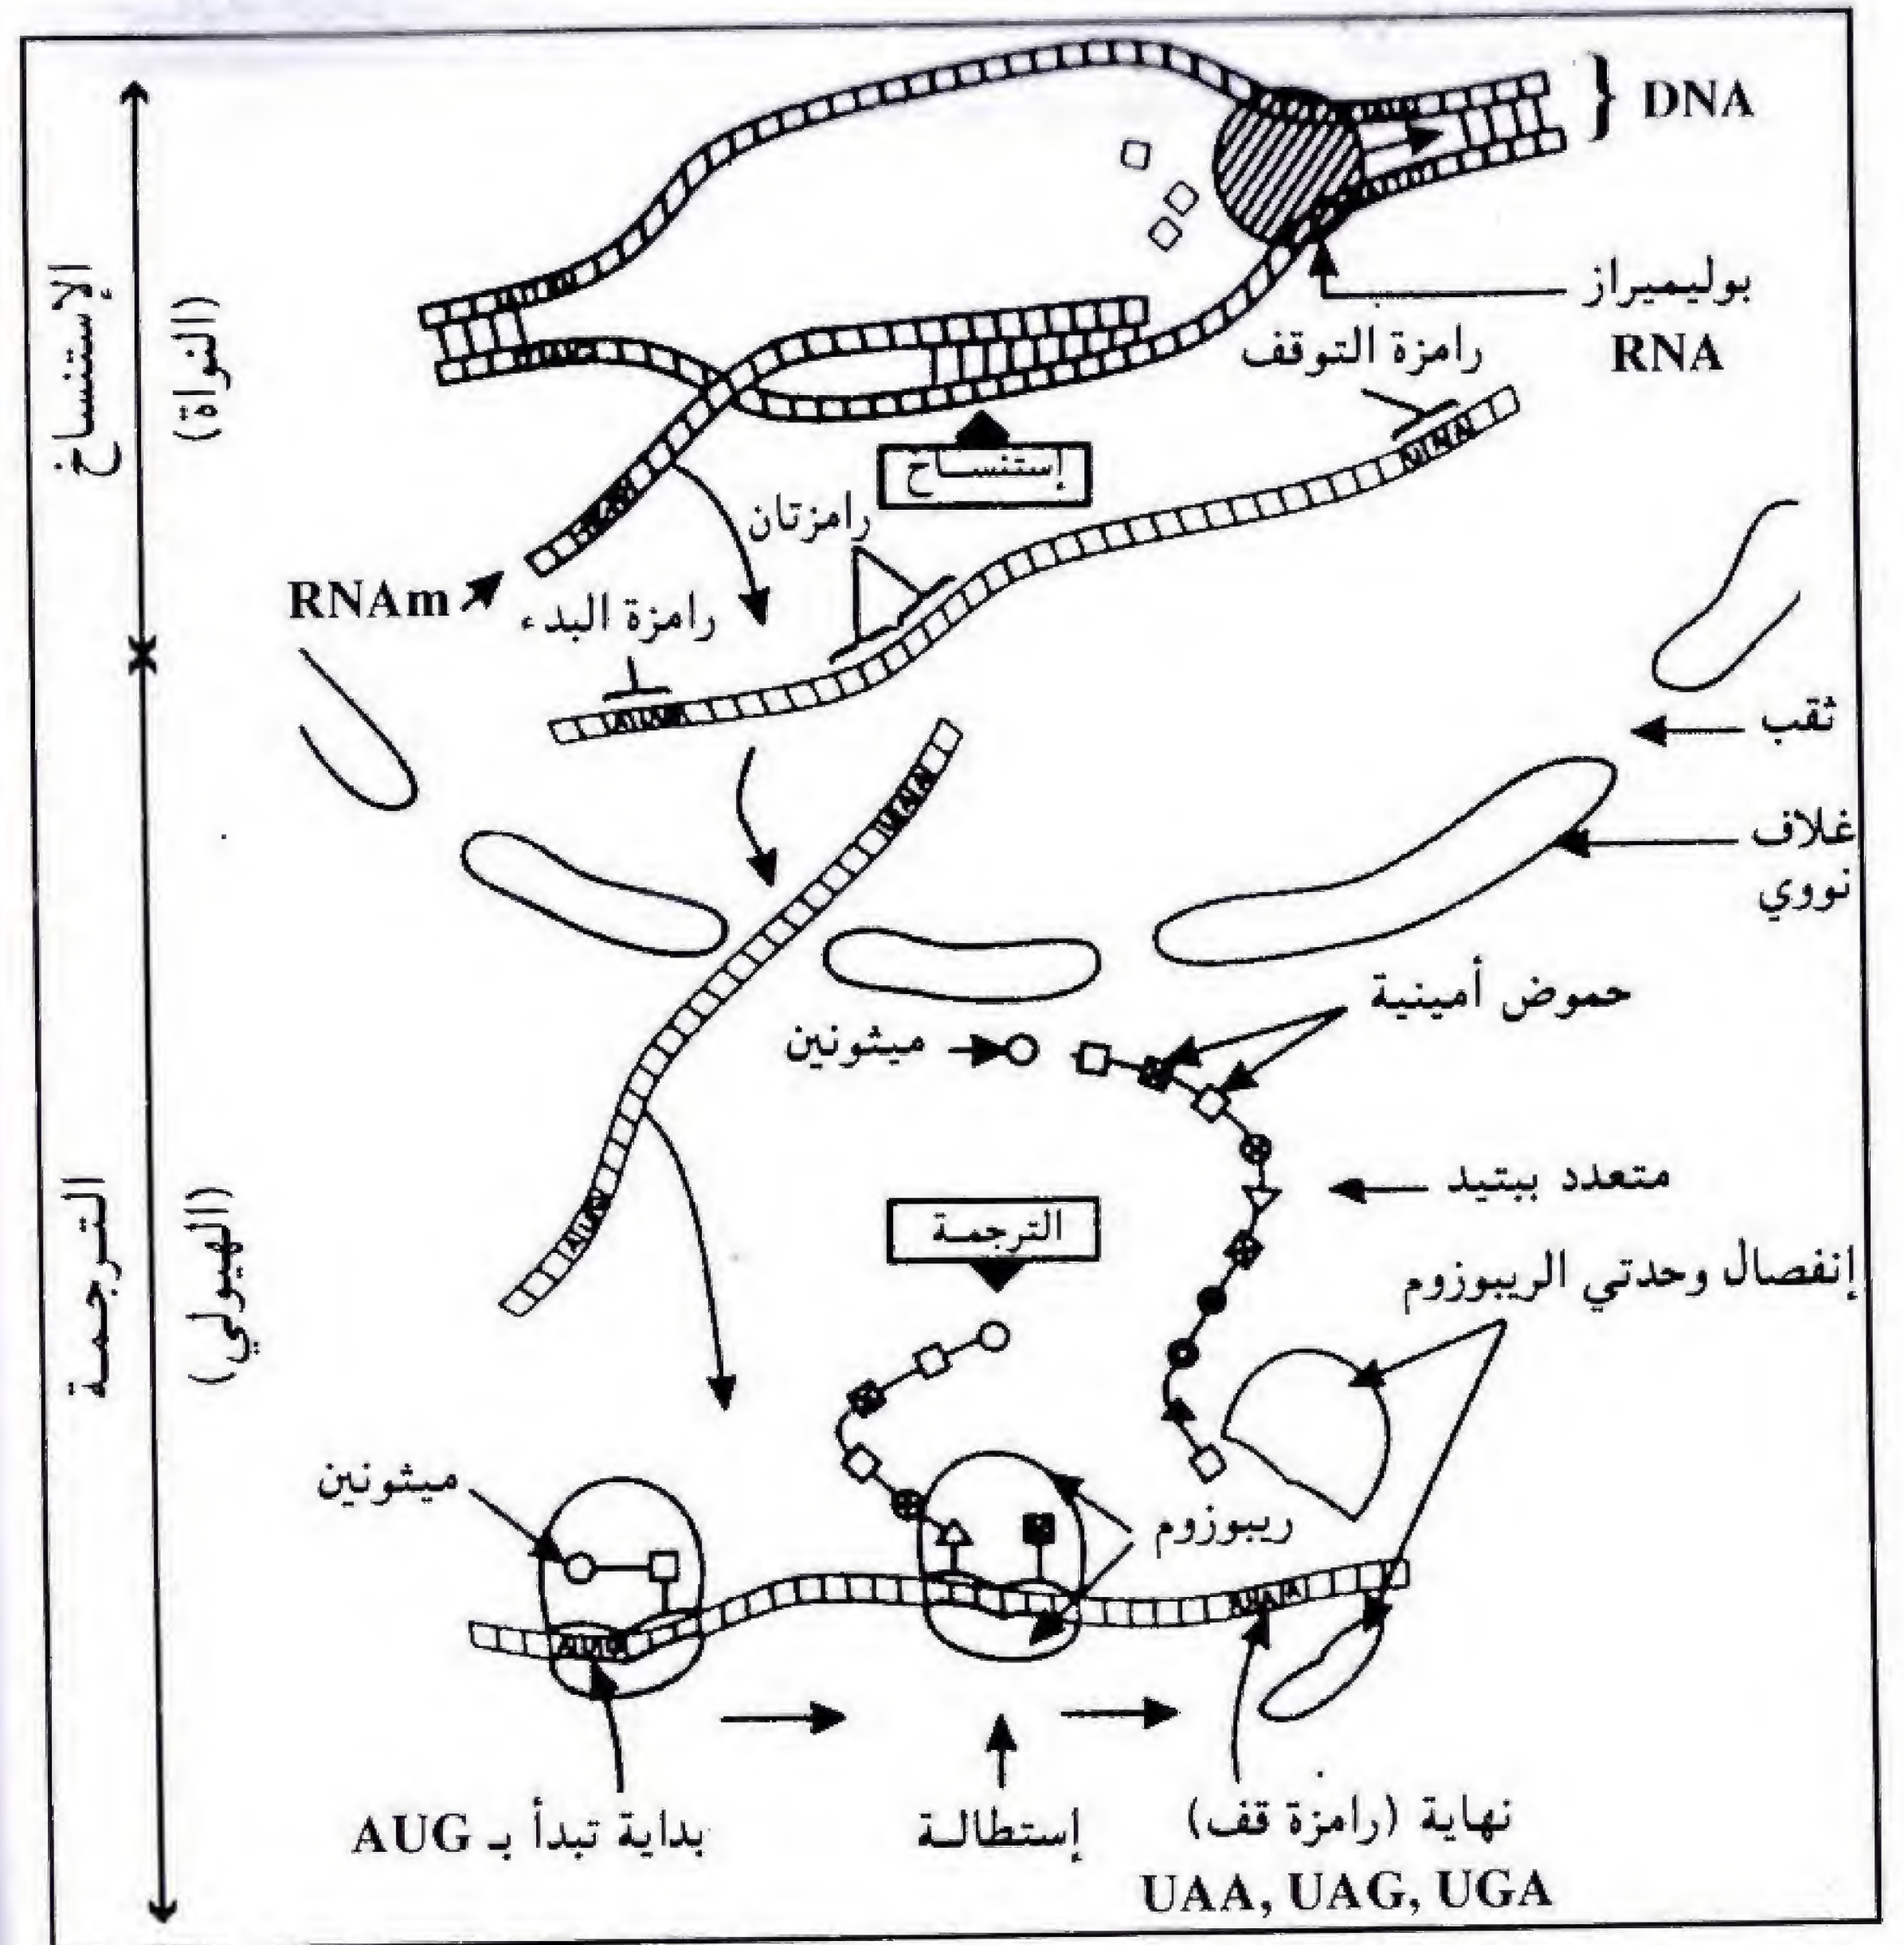 DNA
بوليميراز
RNA
رامزة التوقف
إستنساخ
رامزتان
RNAm
رامزة البدء
الإستنساخ
(النواة)
ثقب
غلاف
نووي
حموض أمينية
ميثونين
متعدد ببتيد
الترجمة
إنفصال وحدتي الريبوزوم
الترجمة
(الهيولي)
ميثونين
ريبوزوم
AUG
بداية تبدأ بـ AUG
إستطالة
نهاية (رامزة قف)
UAA, UAG, UGA